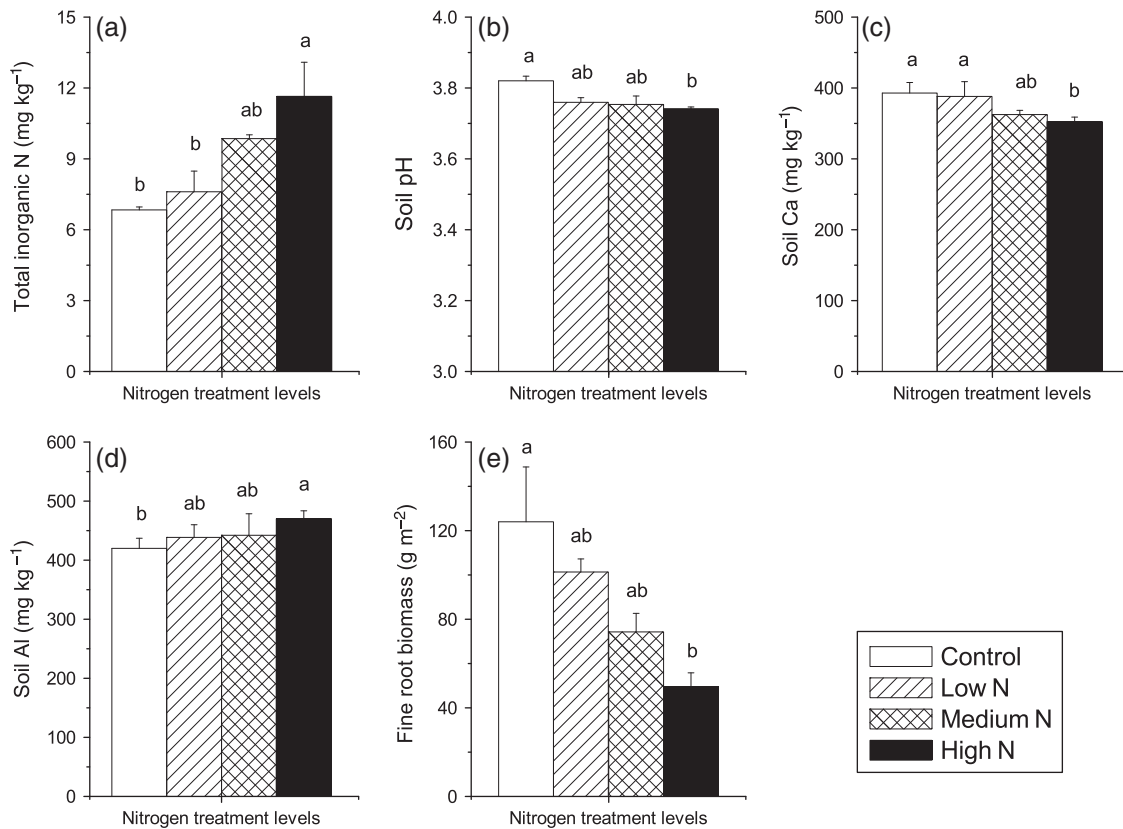 (a)
Total inorganic N (mg kg⁻¹)
15
12
9
6
3
0
b
b
ab
a
Nitrogen treatment levels
(b)
Soil pH
4.0
3.8
3.6
3.4
3.2
3.0
a
ab
ab
b
Nitrogen treatment levels
(c)
Soil Ca (mg kg⁻¹)
500
400
300
200
100
0
a
a
ab
b
Nitrogen treatment levels
(d)
Soil Al (mg kg⁻¹)
600
500
400
300
200
100
0
b
ab
ab
a
Nitrogen treatment levels
(e)
Fine root biomass (g m⁻²)
160
120
80
40
0
a
ab
ab
b
Nitrogen treatment levels
Control
Low N
Medium N
High N